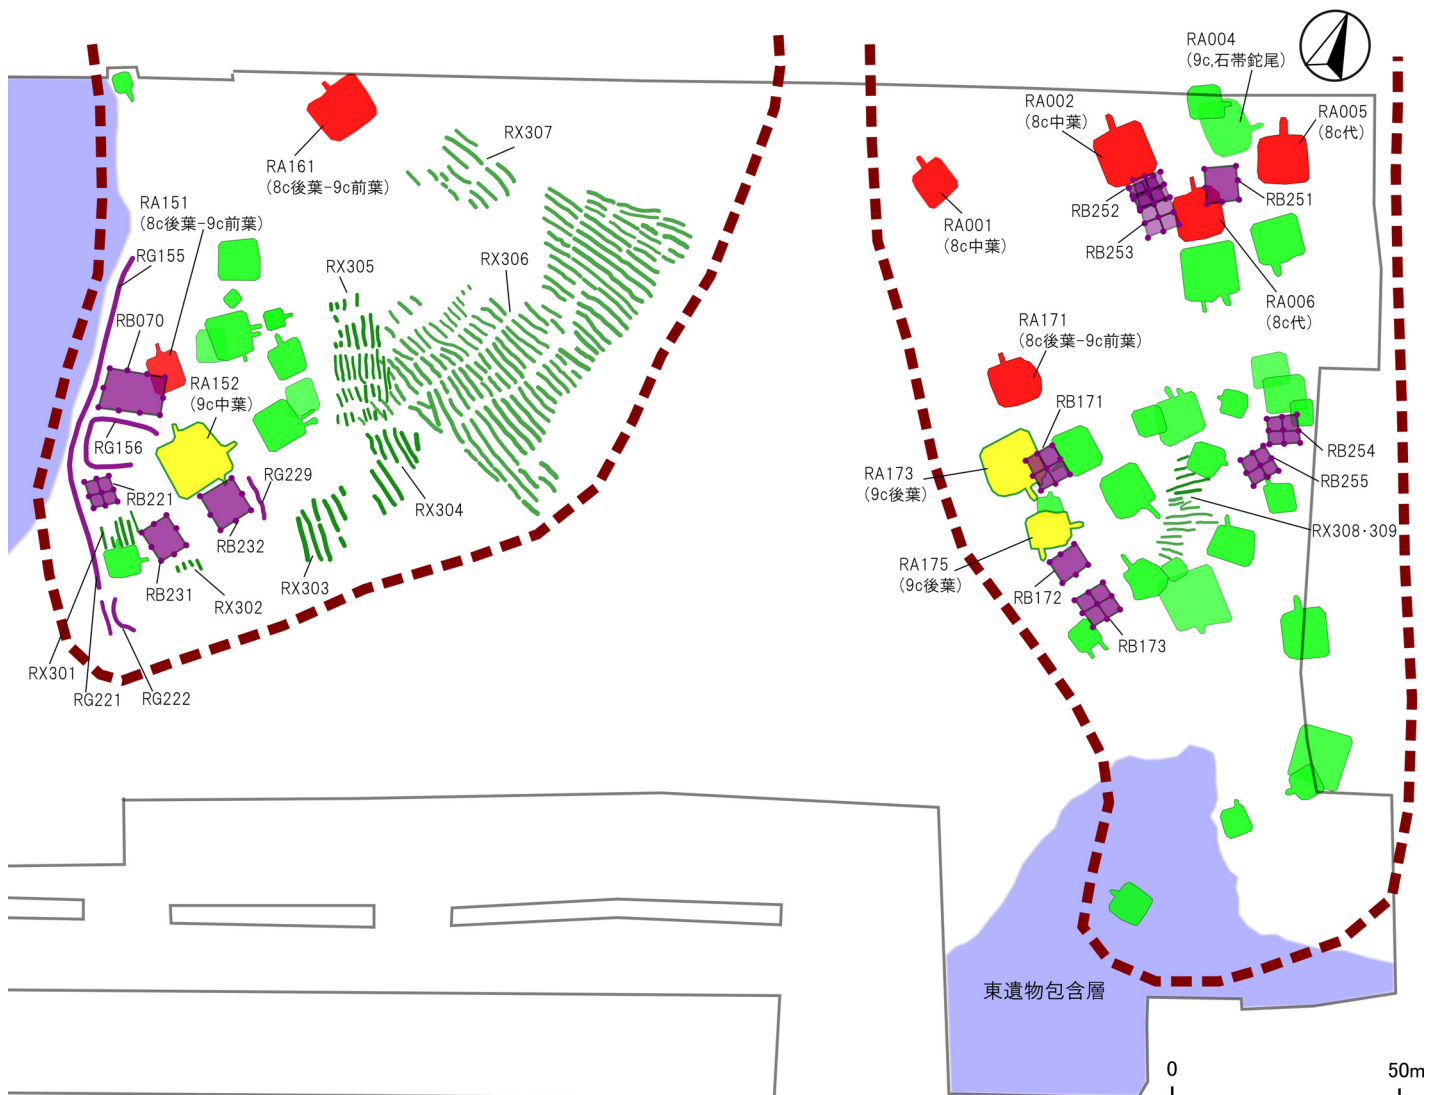 RA161
(8c後葉−9c前葉)
RX307
RA151
(8c後葉−9c前葉)
RG155
RX305
RX306
RB070
RA152
(9c中葉)
RG156
RG229
RB221
RX304
RB232
RX303
RB231
RX302
RX301
RG221
RG222
RA004
(9c,石帯鉈尾)
RA002
(8c中葉)
RA005
(8c代)
RB252
RB251
RB253
RA001
(8c中葉)
RA006
(8c代)
RA171
(8c後葉−9c前葉)
RB171
RB254
RA173
(9c後葉)
RB255
RX308・309
RA175
(9c後葉)
RB172
RB173
東遺物包含層
0
50m